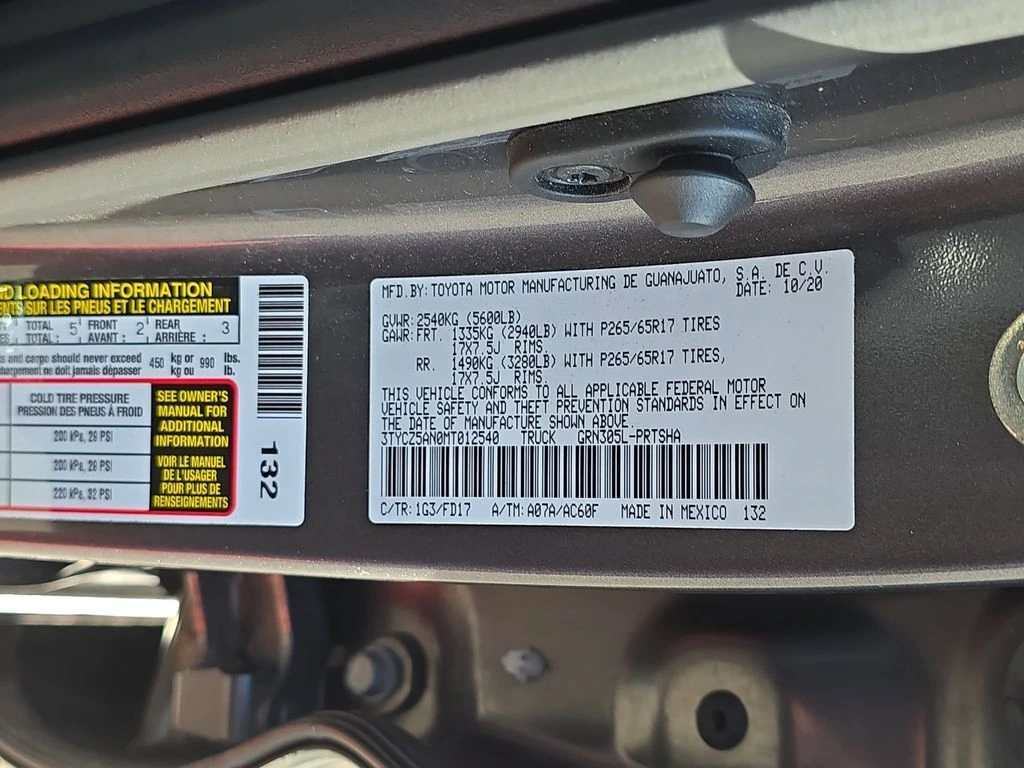 ND LOADING INFORMATION
ENTS SUR LES PNEUS ET LE CHARGEMENT
TOTAL 5 FRONT 2 REAR 3
TOTAL : AVANT : ARRIÈRE :
and cargo should never exceed 450 kg or 990 lbs.
chargement ne doit jamais dépasser kg ou lb.
COLD TIRE PRESSURE
PRESSION DES PNEUS À FROID
200 kPa, 29 PSI
200 kPa, 29 PSI
220 kPa, 32 PSI
SEE OWNER'S
MANUAL FOR
ADDITIONAL
INFORMATION
VOIR LE MANUEL
DE L'USAGER
POUR PLUS DE
RENSEIGNEMENTS
132
MFD.BY: TOYOTA MOTOR MANUFACTURING DE GUANAJUATO, S.A. DE C.V.
DATE: 10/20
GVWR: 2540KG (5600LB)
GAWR: FRT. 1335KG (2940LB) WITH P265/65R17 TIRES
17X7.5J RIMS.
RR. 1490KG (3280LB) WITH P265/65R17 TIRES,
17X7.5J RIMS.
THIS VEHICLE CONFORMS TO ALL APPLICABLE FEDERAL MOTOR
VEHICLE SAFETY AND THEFT PREVENTION STANDARDS IN EFFECT ON
THE DATE OF MANUFACTURE SHOWN ABOVE.
3TYCZ5AN0MT012540 TRUCK GRN305L-PRTSHA
C/TR: 1G3/FD17 A/TM: A07A/AC60F MADE IN MEXICO 132